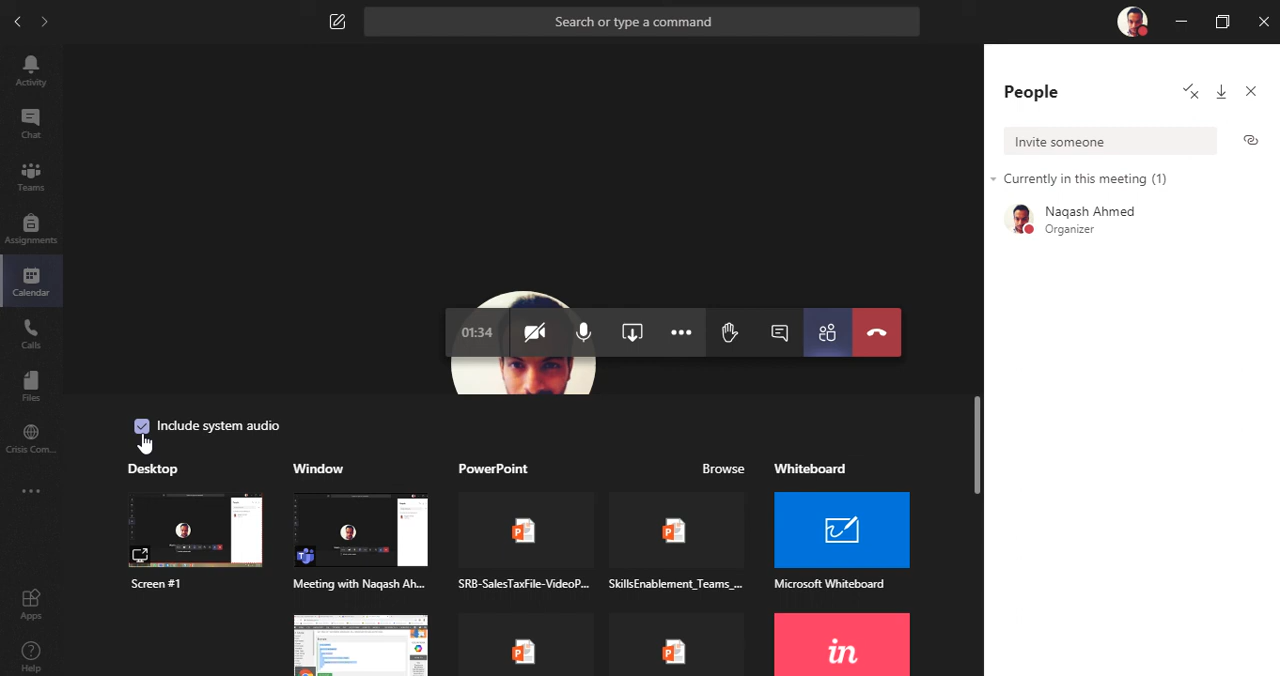 Search or type a command
Activity
Chat
Teams
Assignments
Calendar
Calls
Files
Crisis Com...
Apps
Help
01:34
Include system audio
Desktop
Window
PowerPoint
Browse
Whiteboard
Screen #1
Meeting with Naqash Ah...
SRB-SalesTaxFile-VideoP...
SkillsEnablement_Teams_...
Microsoft Whiteboard
in
People
Invite someone
Currently in this meeting (1)
Naqash Ahmed
Organizer